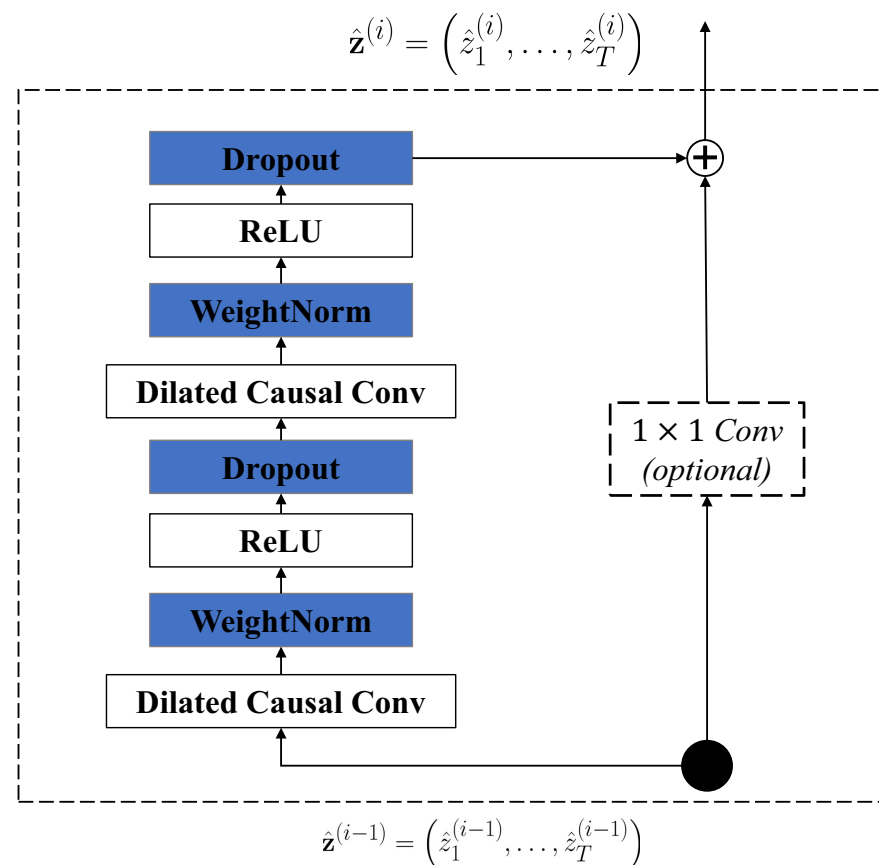 ẑ^(i) = (ẑ_1^(i), . . . , ẑ_T^(i))
Dropout
+
ReLU
WeightNorm
Dilated Causal Conv
1 × 1 Conv
(optional)
Dropout
ReLU
WeightNorm
Dilated Causal Conv
ẑ^(i−1) = (ẑ_1^(i−1), . . . , ẑ_T^(i−1))